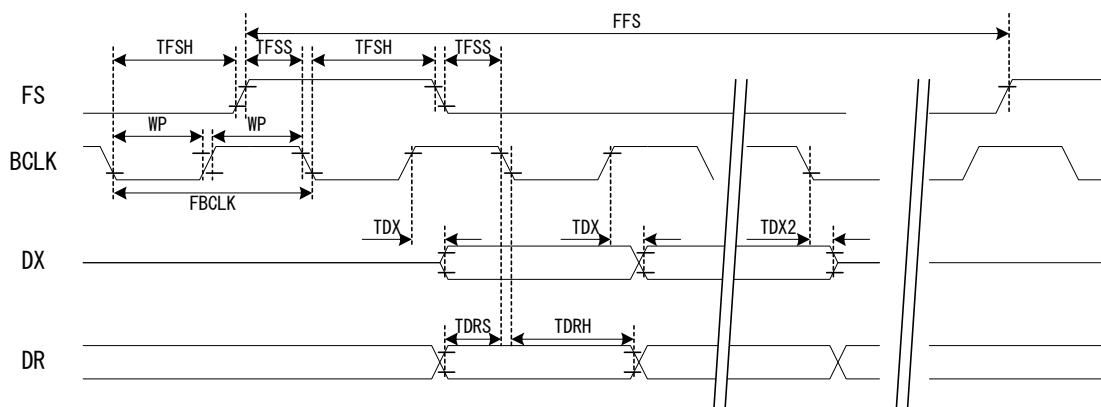 FFS
TFSH TFSS TFSH TFSS
FS
WP WP
BCLK
FBCLK
TDX TDX TDX2
DX
TDRS TDRH
DR